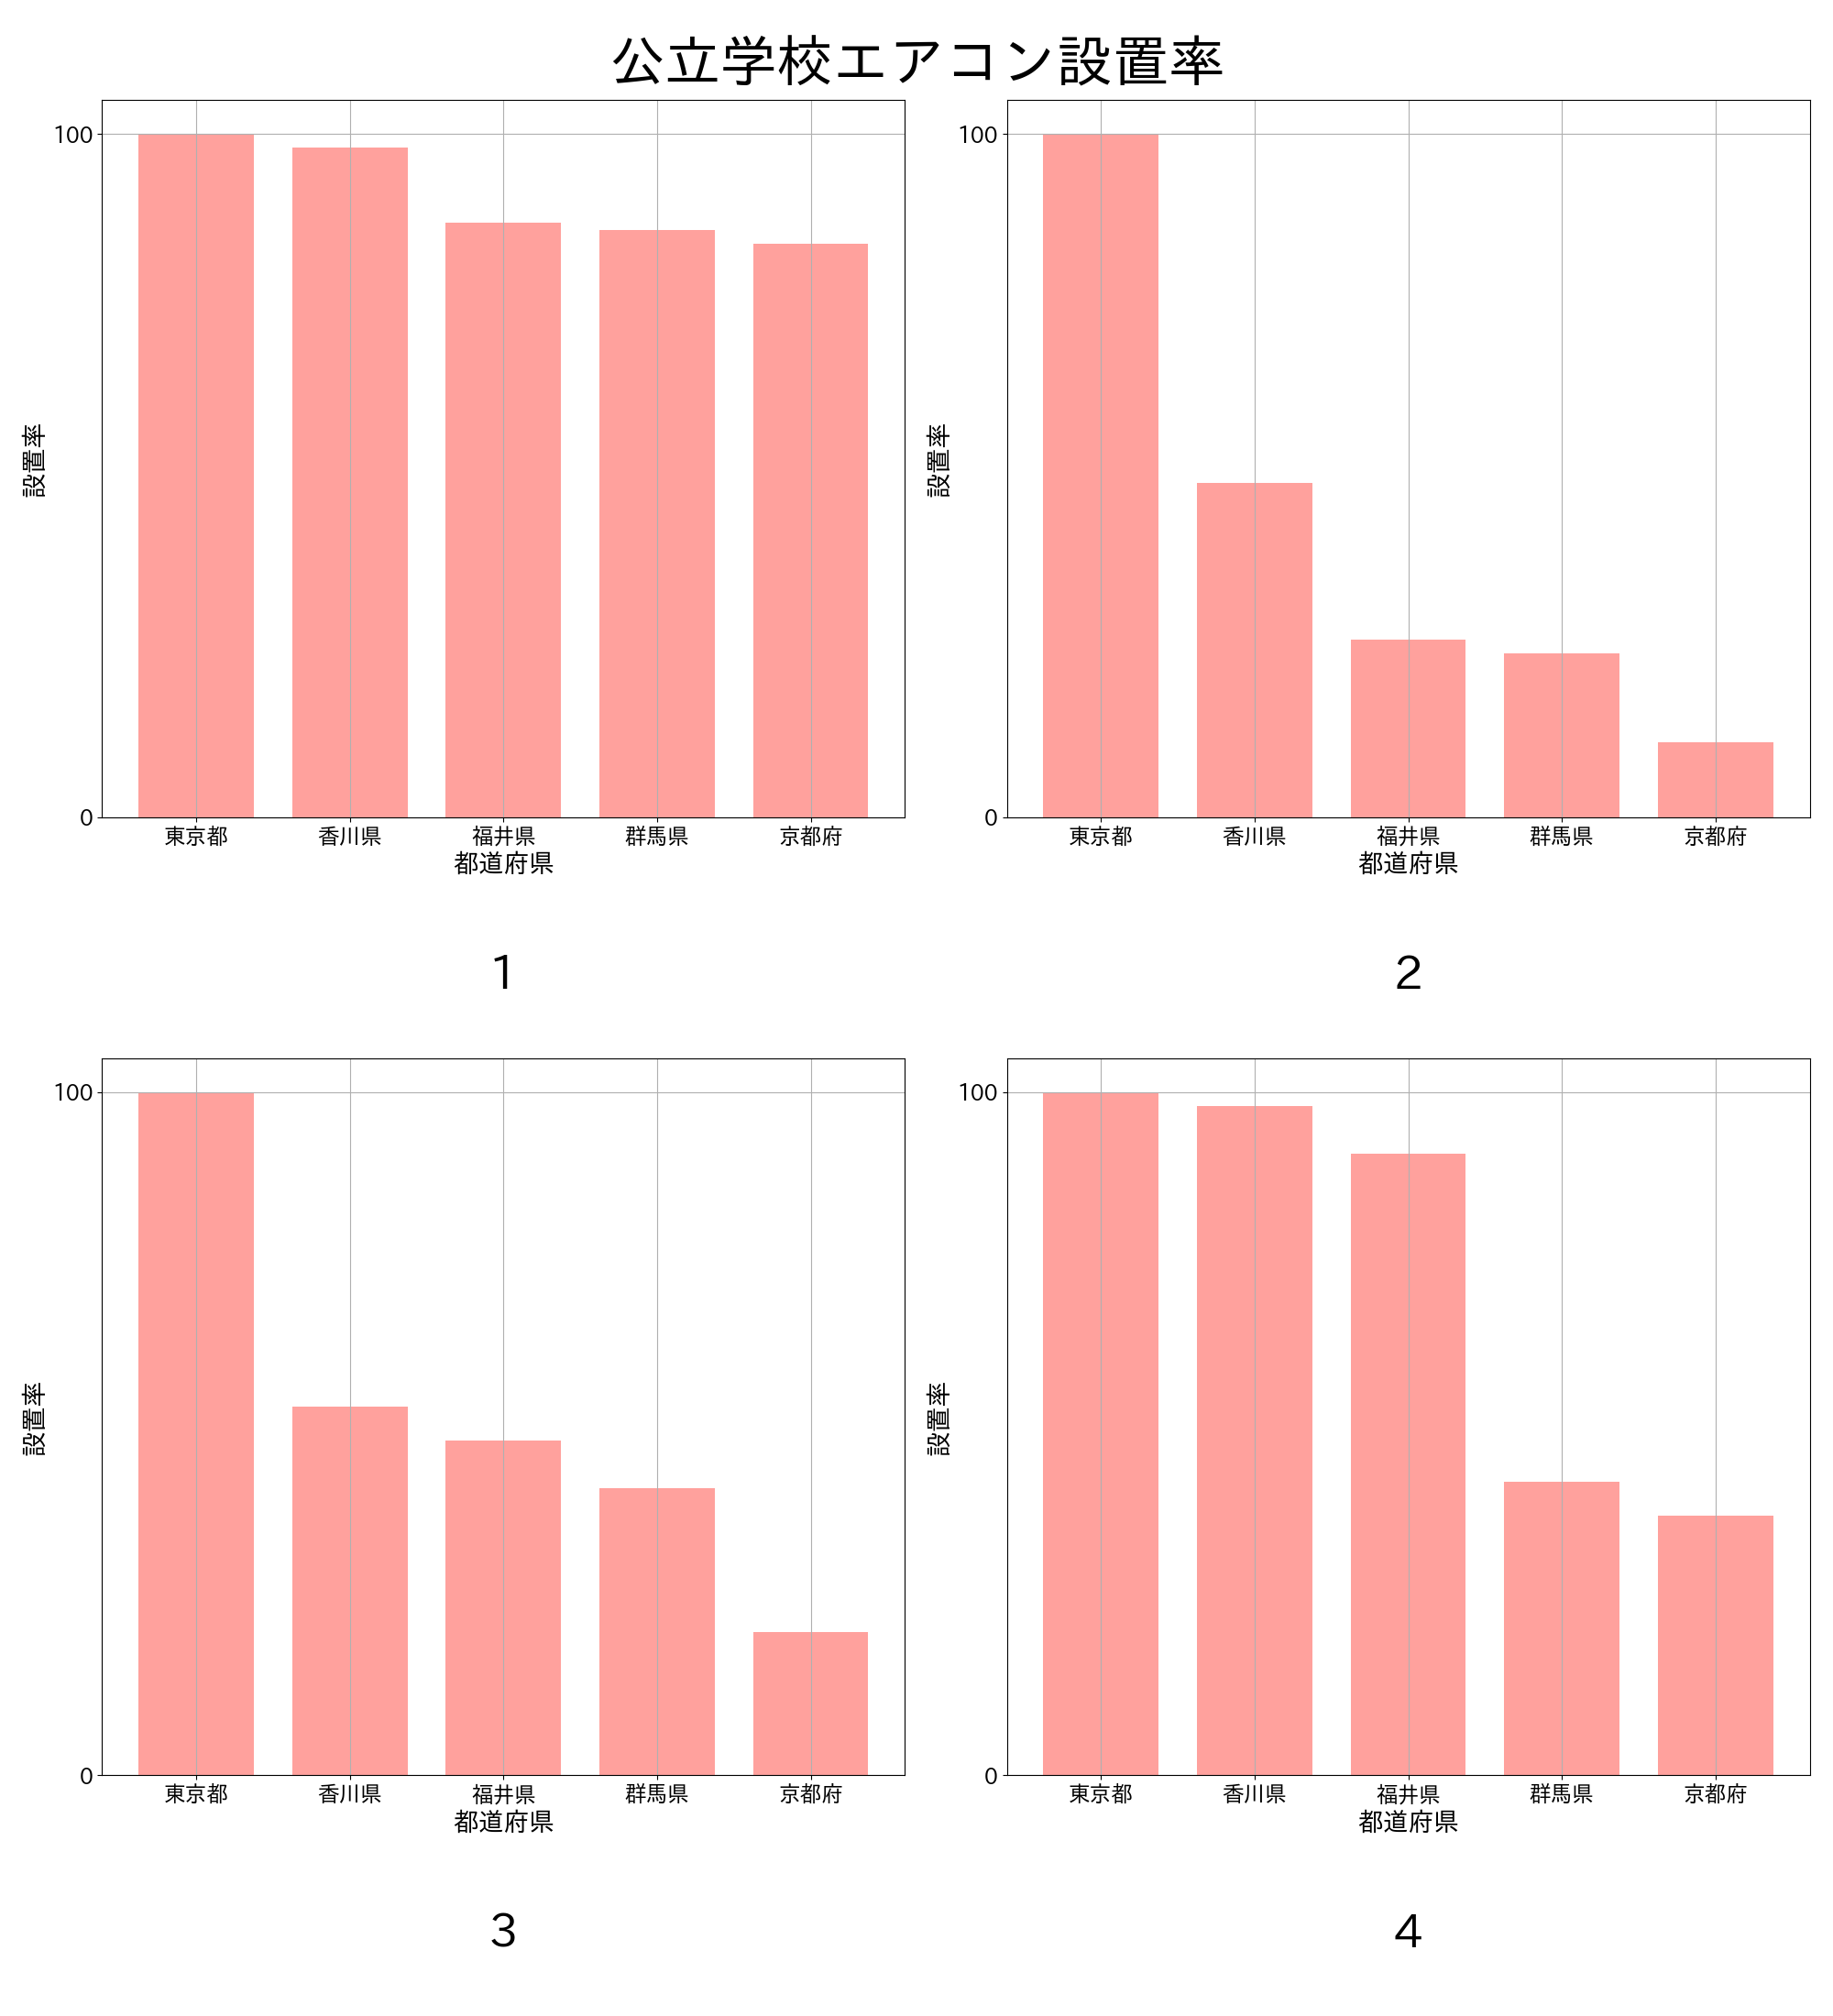 公立学校エアコン設置率
100
0
設置率
東京都 香川県 福井県 群馬県 京都府
都道府県
1
100
0
設置率
東京都 香川県 福井県 群馬県 京都府
都道府県
2
100
0
設置率
東京都 香川県 福井県 群馬県 京都府
都道府県
3
100
0
設置率
東京都 香川県 福井県 群馬県 京都府
都道府県
4